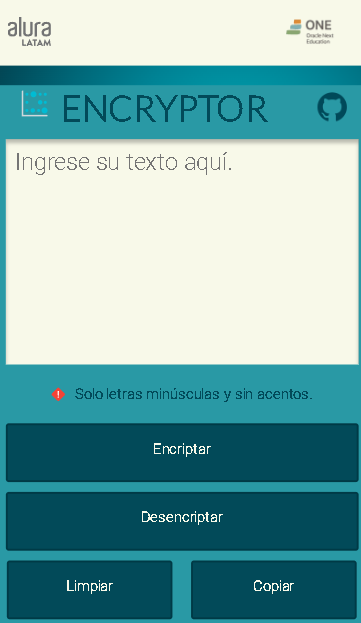 alura
LATAM
ONE
Oracle Next
Education
ENCRYPTOR
Ingrese su texto aquí.
Solo letras minúsculas y sin acentos.
Encriptar
Desencriptar
Limpiar
Copiar